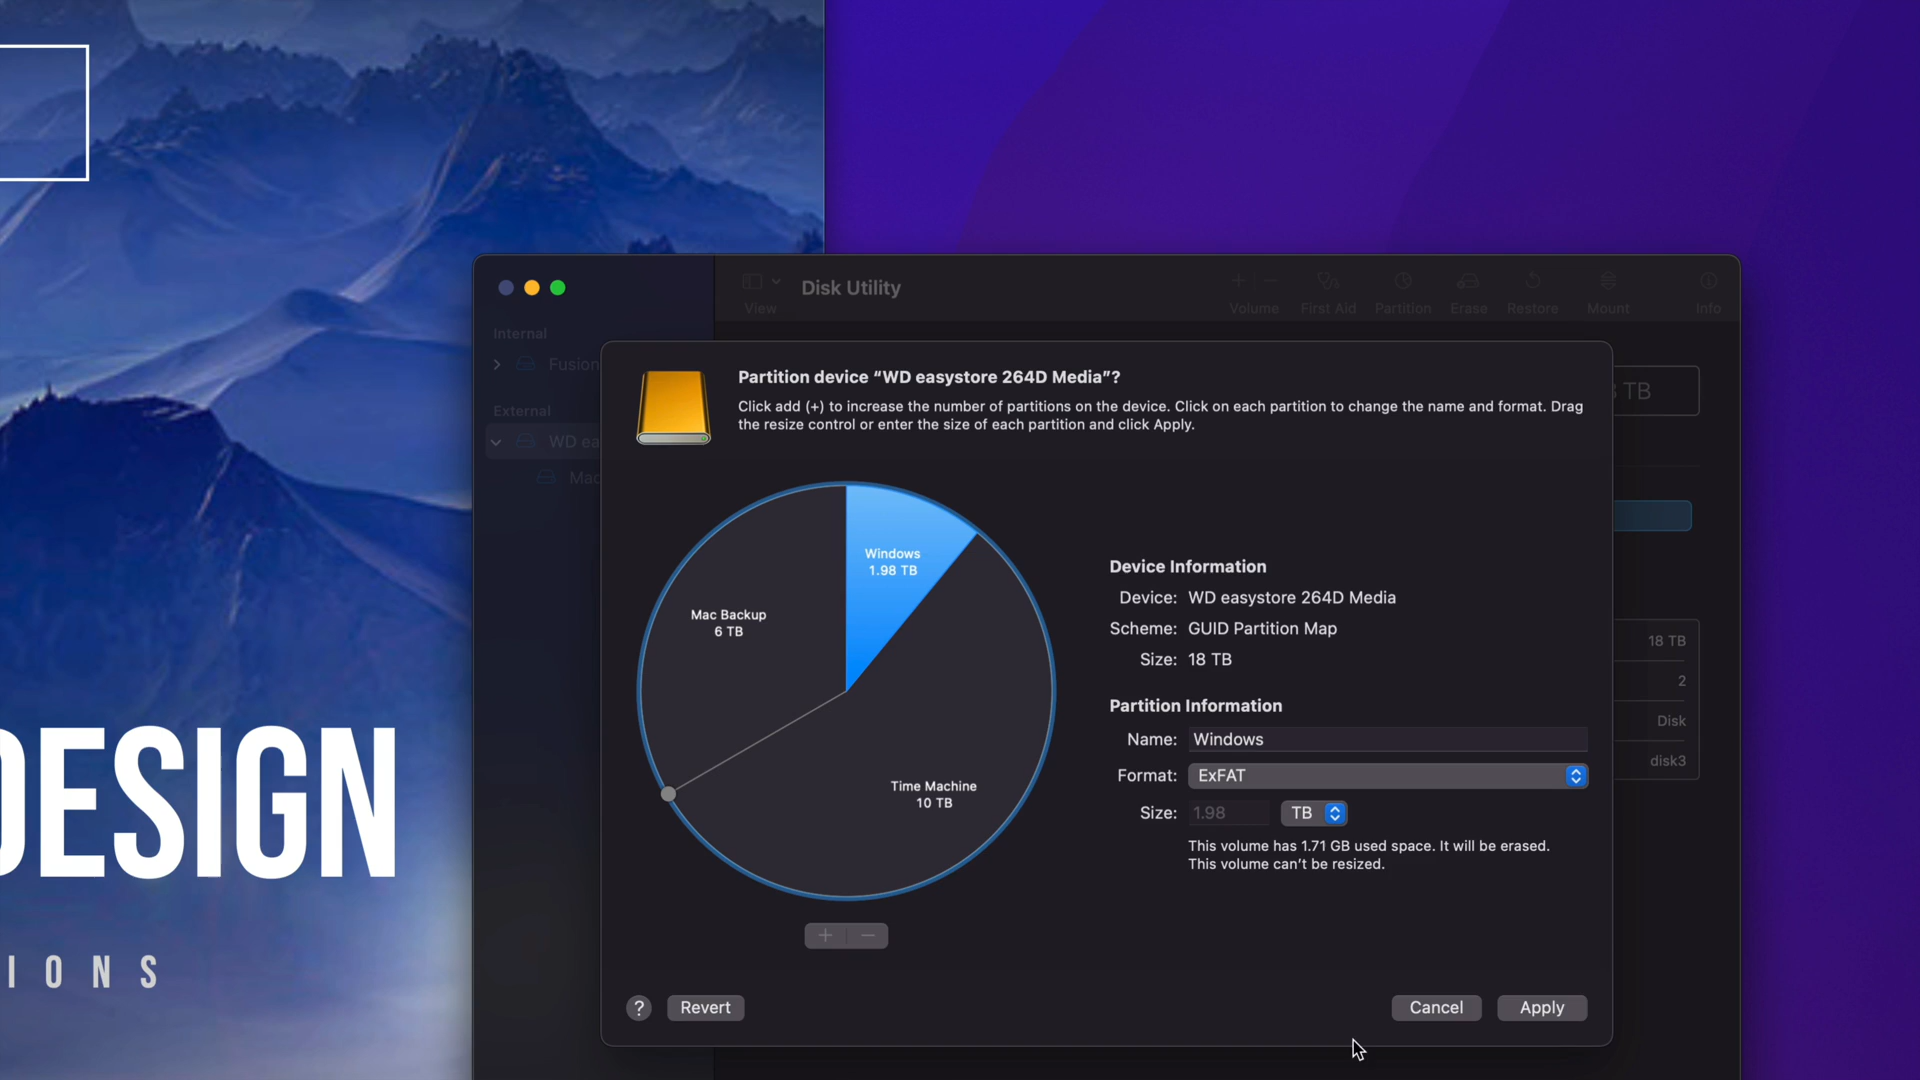 DESIGN
IONS
Disk Utility
View
Volume
First Aid
Partition
Erase
Restore
Mount
Info
Internal
Fusion
External
WD ea
Mac
TB
18 TB
2
Disk
disk3
Partition device “WD easystore 264D Media”?
Click add (+) to increase the number of partitions on the device. Click on each partition to change the name and format. Drag
the resize control or enter the size of each partition and click Apply.
Windows
1.98 TB
Mac Backup
6 TB
Time Machine
10 TB
Device Information
Device: WD easystore 264D Media
Scheme: GUID Partition Map
Size: 18 TB
Partition Information
Name: Windows
Format: ExFAT
Size: 1.98 TB
This volume has 1.71 GB used space. It will be erased.
This volume can’t be resized.
+ −
? Revert
Cancel
Apply